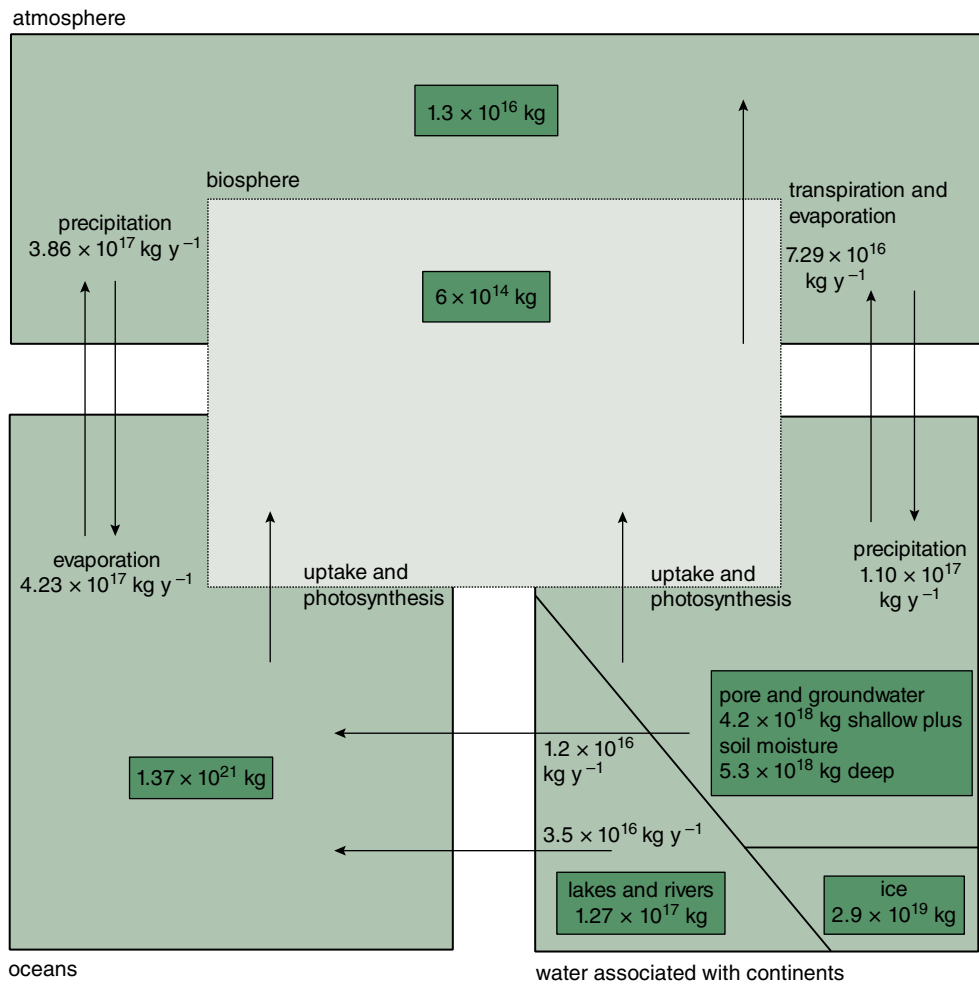 atmosphere
1.3 × 10¹⁶ kg
biosphere
precipitation
3.86 × 10¹⁷ kg y⁻¹
transpiration and
evaporation
7.29 × 10¹⁶
kg y⁻¹
6 × 10¹⁴ kg
evaporation
4.23 × 10¹⁷ kg y⁻¹
uptake and
photosynthesis
uptake and
photosynthesis
precipitation
1.10 × 10¹⁷
kg y⁻¹
pore and groundwater
4.2 × 10¹⁸ kg shallow plus
soil moisture
5.3 × 10¹⁸ kg deep
1.37 × 10²¹ kg
1.2 × 10¹⁶
kg y⁻¹
3.5 × 10¹⁶ kg y⁻¹
lakes and rivers
1.27 × 10¹⁷ kg
ice
2.9 × 10¹⁹ kg
oceans
water associated with continents